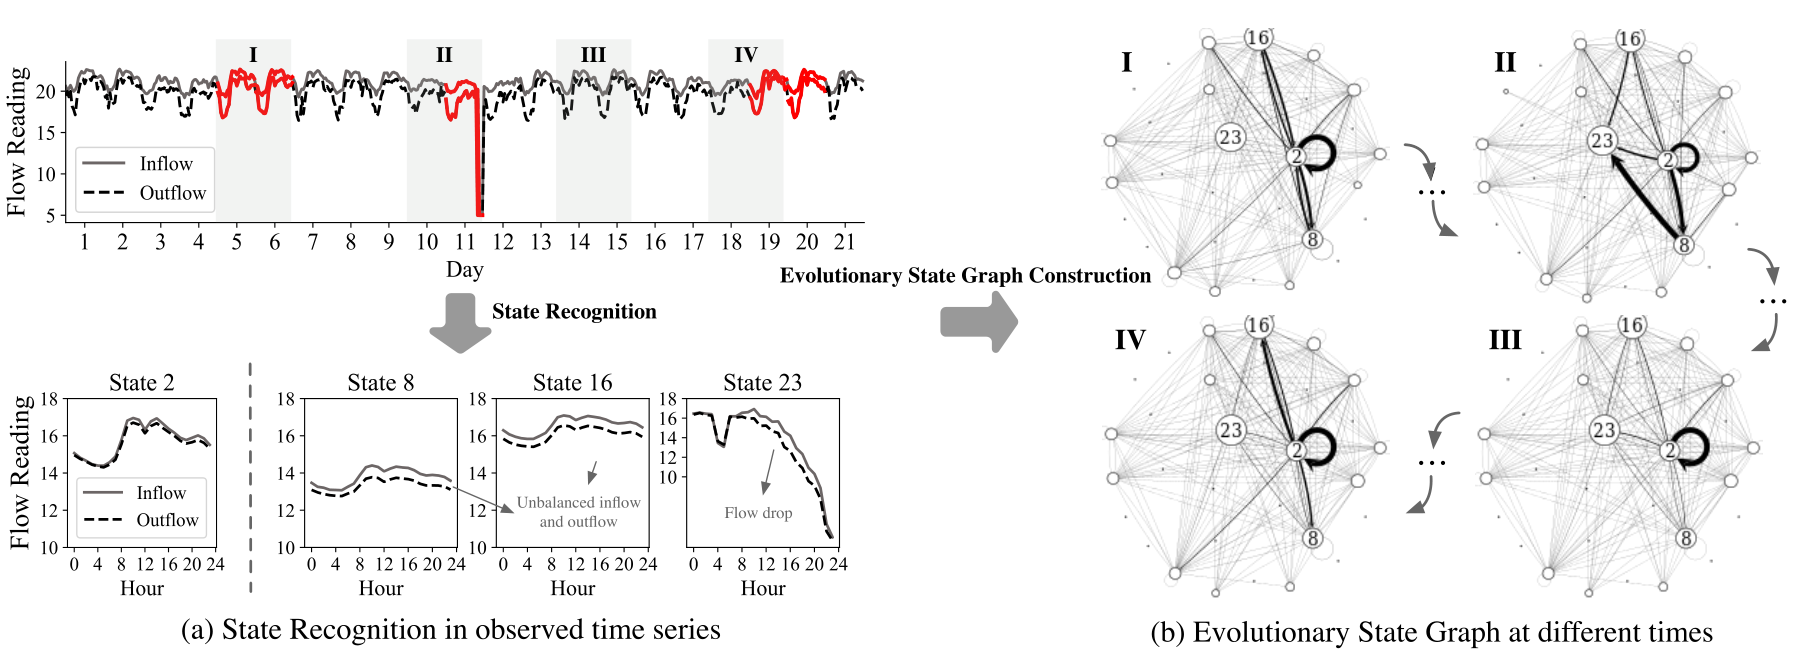 I II III IV
Flow Reading
20
15
10
5
Inflow
Outflow
1 2 3 4 5 6 7 8 9 10 11 12 13 14 15 16 17 18 19 20 21
Day
State Recognition
Evolutionary State Graph Construction
State 2
Flow Reading
18
16
14
12
10
Inflow
Outflow
0 4 8 12 16 20 24
Hour
State 8
18
16
14
12
10
0 4 8 12 16 20 24
Hour
State 16
18
16
14
12
10
Unbalanced inflow
and outflow
0 4 8 12 16 20 24
Hour
State 23
18
16
14
12
10
Flow drop
0 4 8 12 16 20 24
Hour
(a) State Recognition in observed time series
I
16
23
2
8
...
II
16
23
2
8
...
IV
16
23
2
8
...
III
16
23
2
8
(b) Evolutionary State Graph at different times